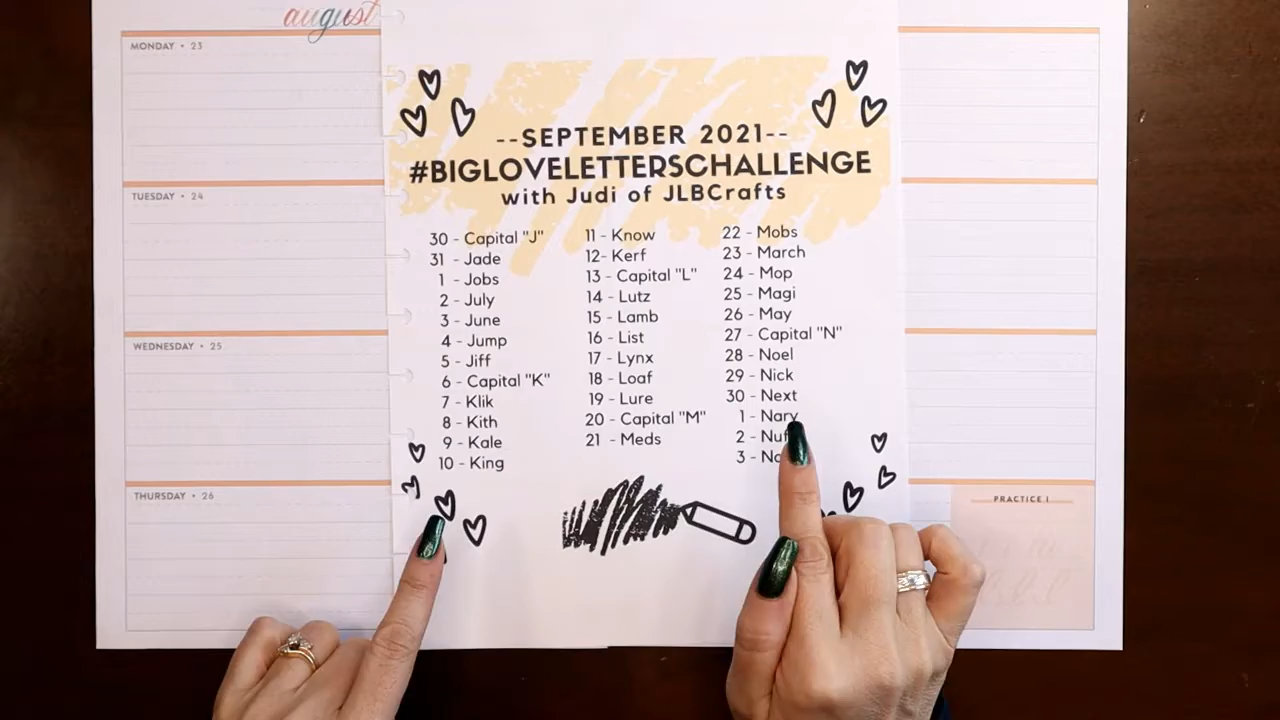 august
MONDAY • 23
TUESDAY • 24
WEDNESDAY • 25
THURSDAY • 26
--SEPTEMBER 2021--
#BIGLOVELETTERSCHALLENGE
with Judi of JLBCrafts
30 - Capital "J"
31 - Jade
1 - Jobs
2 - July
3 - June
4 - Jump
5 - Jiff
6 - Capital "K"
7 - Klik
8 - Kith
9 - Kale
10 - King
11 - Know
12 - Kerf
13 - Capital "L"
14 - Lutz
15 - Lamb
16 - List
17 - Lynx
18 - Loaf
19 - Lure
20 - Capital "M"
21 - Meds
22 - Mobs
23 - March
24 - Mop
25 - Magi
26 - May
27 - Capital "N"
28 - Noel
29 - Nick
30 - Next
1 - Nary
2 -
3 -
PRACTICE |